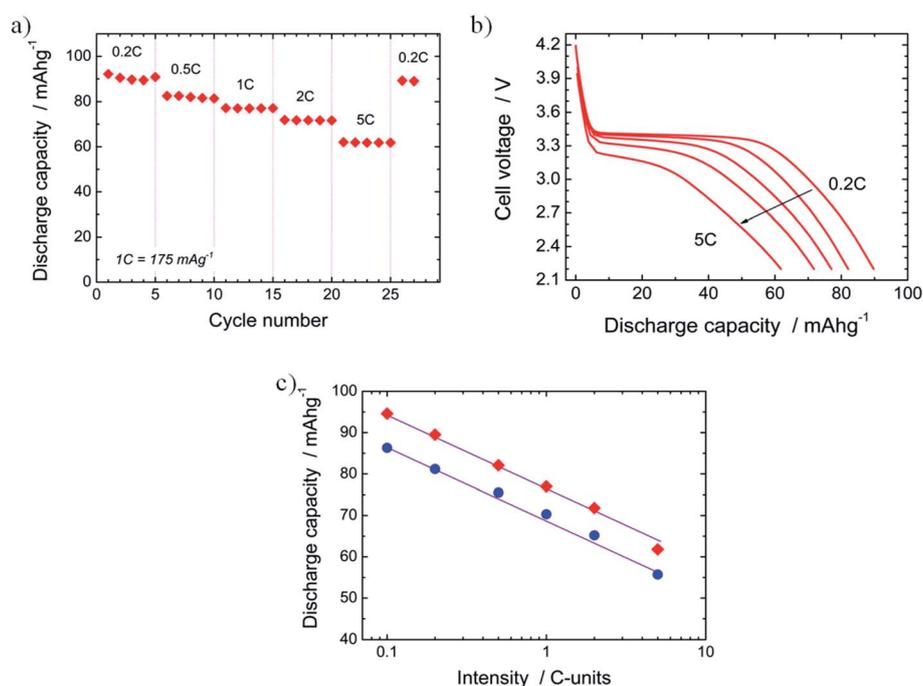 a)
Discharge capacity / mAhg⁻¹
100
80
60
40
20
0
0.2C
0.5C
1C
2C
5C
0.2C
1C = 175 mAg⁻¹
0 5 10 15 20 25
Cycle number
b)
Cell voltage / V
4.2
3.9
3.6
3.3
3.0
2.7
2.4
2.1
0.2C
5C
0 20 40 60 80 100
Discharge capacity / mAhg⁻¹
c)
Discharge capacity / mAhg⁻¹
100
90
80
70
60
50
40
0.1 1 10
Intensity / C-units